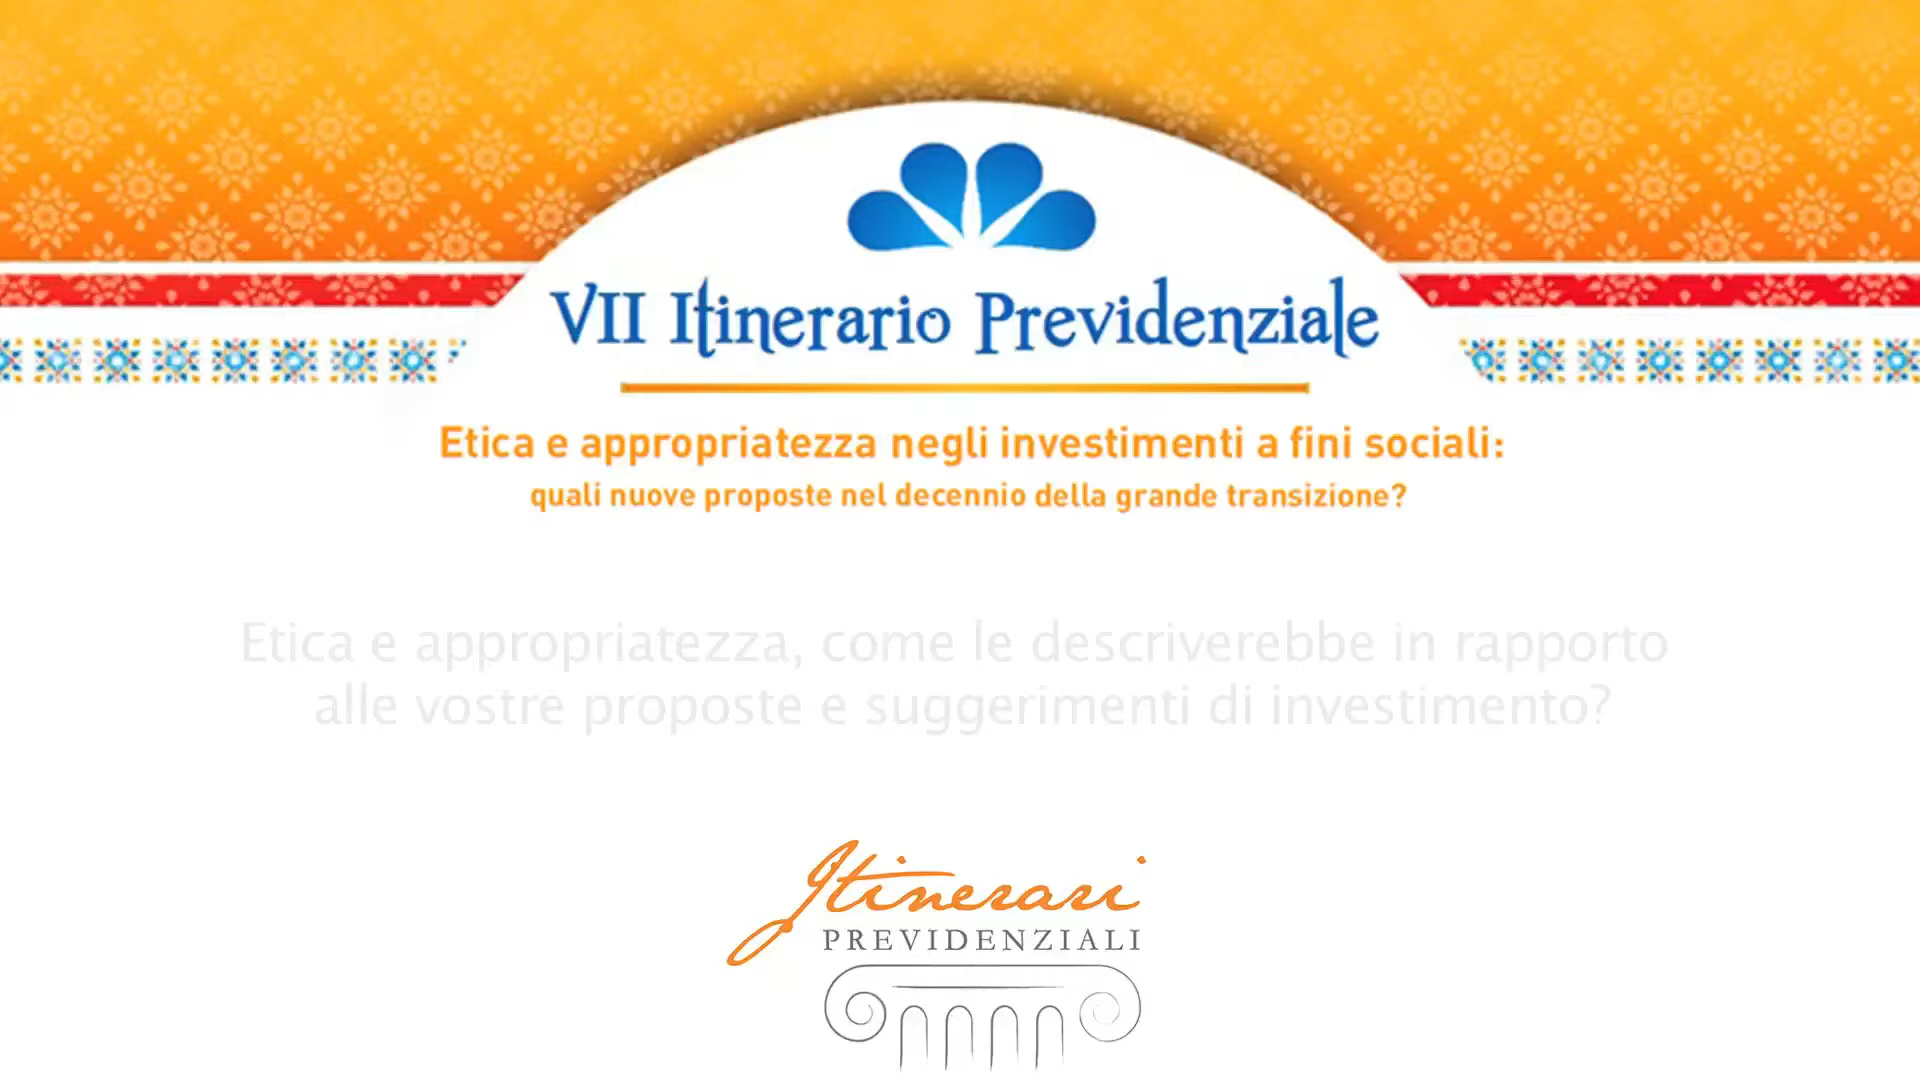 VII Itinerario Previdenziale
Etica e appropriatezza negli investimenti a fini sociali:
quali nuove proposte nel decennio della grande transizione?
Etica e appropriatezza, come le descriverebbe in rapporto
alle vostre proposte e suggerimenti di investimento?
Itinerari
PREVIDENZIALI